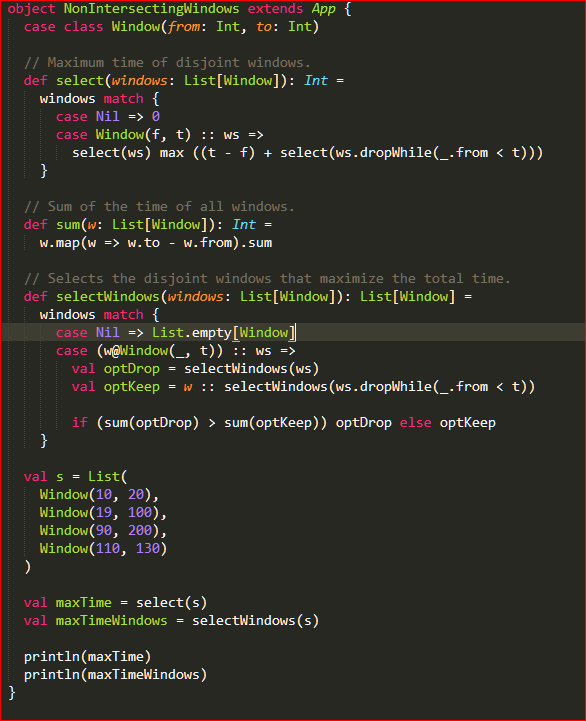 object NonIntersectingWindows extends App {
  case class Window(from: Int, to: Int)

  // Maximum time of disjoint windows.
  def select(windows: List[Window]): Int =
    windows match {
      case Nil => 0
      case Window(f, t) :: ws =>
        select(ws) max ((t - f) + select(ws.dropWhile(_.from < t)))
    }

  // Sum of the time of all windows.
  def sum(w: List[Window]): Int =
    w.map(w => w.to - w.from).sum

  // Selects the disjoint windows that maximize the total time.
  def selectWindows(windows: List[Window]): List[Window] =
    windows match {
      case Nil => List.empty[Window]
      case (w@Window(_, t)) :: ws =>
        val optDrop = selectWindows(ws)
        val optKeep = w :: selectWindows(ws.dropWhile(_.from < t))

        if (sum(optDrop) > sum(optKeep)) optDrop else optKeep
    }

  val s = List(
    Window(10, 20),
    Window(19, 100),
    Window(90, 200),
    Window(110, 130)
  )

  val maxTime = select(s)
  val maxTimeWindows = selectWindows(s)

  println(maxTime)
  println(maxTimeWindows)
}